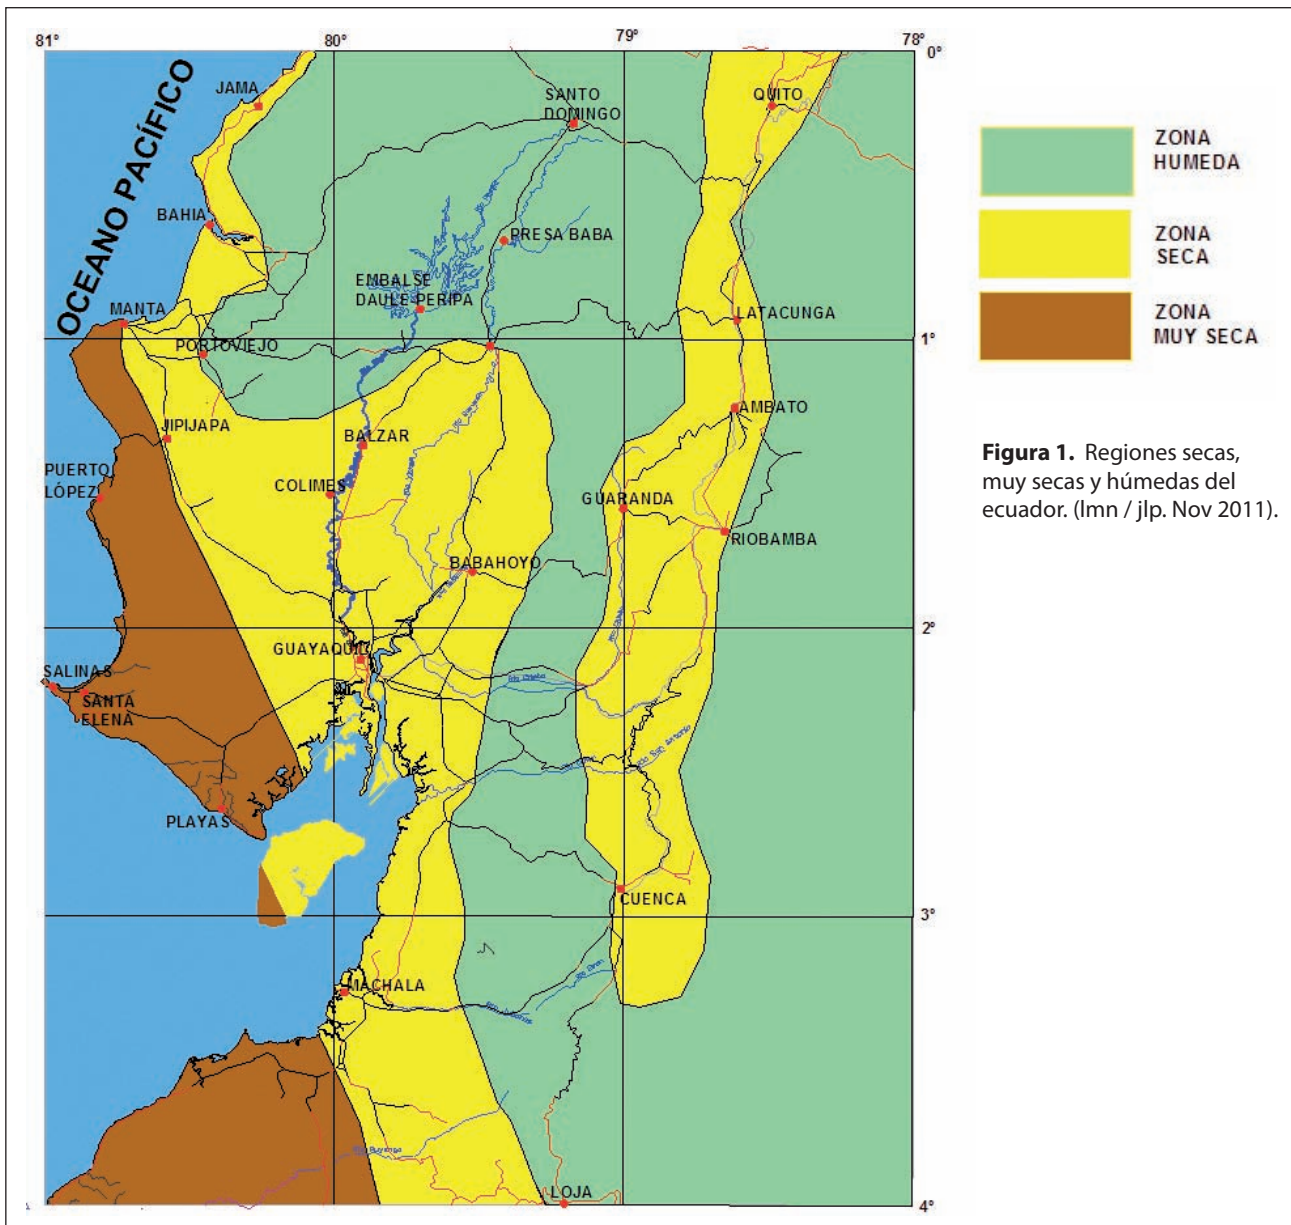 81°
80°
79°
78°
0°
OCEANO PACÍFICO
JAMA
SANTO
DOMINGO
QUITO
BAHIA
PRESA BABA
EMBALSE
DAULE-PERIPA
MANTA
LATACUNGA
PORTOVIEJO
1°
AMBATO
JIPIJAPA
BALZAR
PUERTO
LÓPEZ
COLIMES
GUARANDA
RIOBAMBA
BABAHOYO
2°
GUAYAQUIL
SALINAS
SANTA
ELENA
Río San Antonio
PLAYAS
CUENCA
3°
MACHALA
LOJA
4°
ZONA
HUMEDA
ZONA
SECA
ZONA
MUY SECA
Figura 1. Regiones secas,
muy secas y húmedas del
ecuador. (lmn / jlp. Nov 2011).